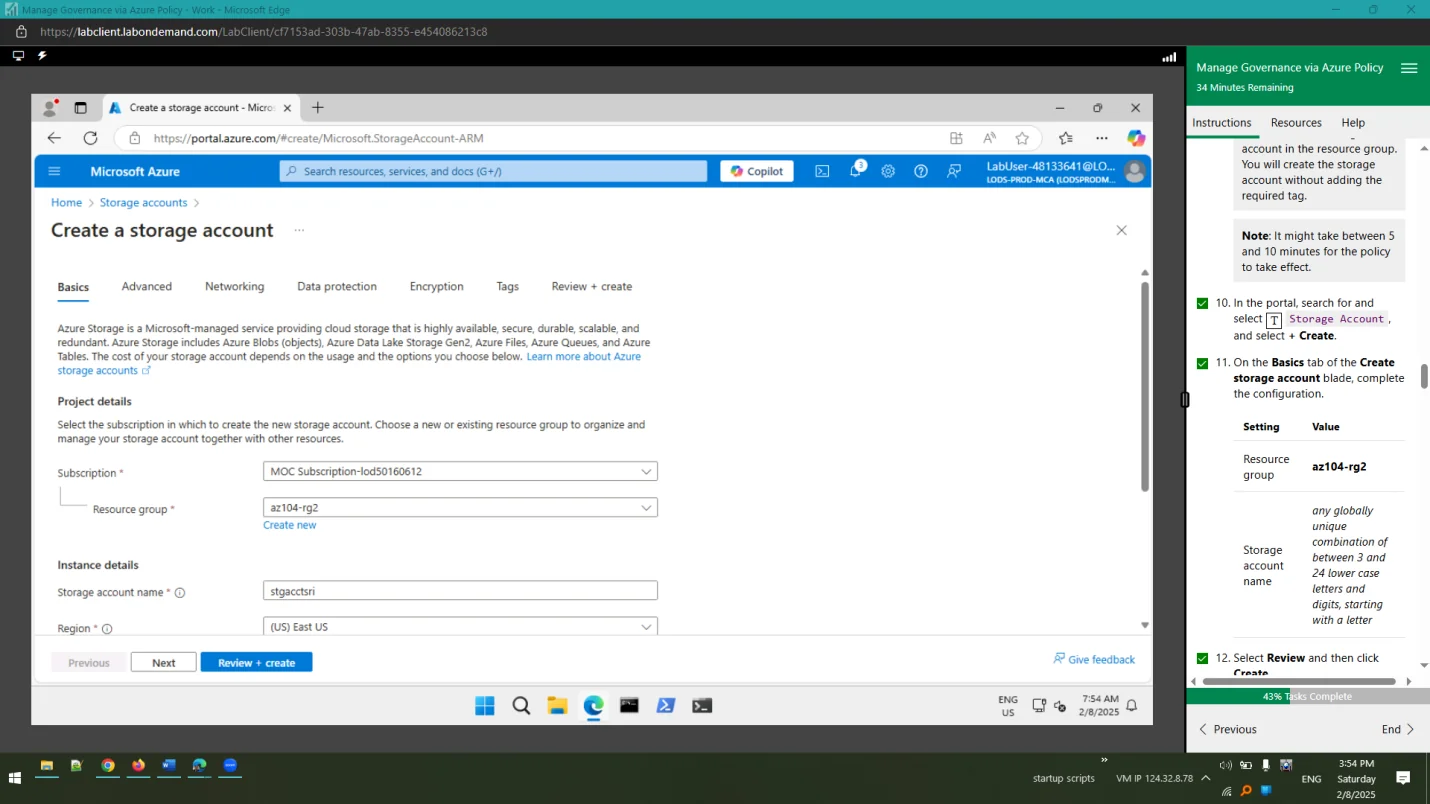 Manage Governance via Azure Policy - Work - Microsoft Edge
https://labclient.labondemand.com/LabClient/cf7153ad-303b-47ab-8355-e454086213c8
Create a storage account - Micros
https://portal.azure.com/#create/Microsoft.StorageAccount-ARM
Microsoft Azure
Search resources, services, and docs (G+/)
Copilot
3
LabUser-48133641@LO...
LODS-PROD-MCA (LODSPRODM...
Home > Storage accounts >
Create a storage account ...
Basics Advanced Networking Data protection Encryption Tags Review + create
Azure Storage is a Microsoft-managed service providing cloud storage that is highly available, secure, durable, scalable, and
redundant. Azure Storage includes Azure Blobs (objects), Azure Data Lake Storage Gen2, Azure Files, Azure Queues, and Azure
Tables. The cost of your storage account depends on the usage and the options you choose below. Learn more about Azure
storage accounts
Project details
Select the subscription in which to create the new storage account. Choose a new or existing resource group to organize and
manage your storage account together with other resources.
Subscription *
MOC Subscription-lod50160612
Resource group *
az104-rg2
Create new
Instance details
Storage account name *
stgacctsri
Region *
(US) East US
Previous
Next
Review + create
Give feedback
ENG
US
7:54 AM
2/8/2025
Manage Governance via Azure Policy
34 Minutes Remaining
Instructions Resources Help
account in the resource group.
You will create the storage
account without adding the
required tag.
Note: It might take between 5
and 10 minutes for the policy
to take effect.
10. In the portal, search for and
select T Storage Account,
and select + Create.
11. On the Basics tab of the Create
storage account blade, complete
the configuration.
Setting Value
Resource
group
az104-rg2
Storage
account
name
any globally
unique
combination of
between 3 and
24 lower case
letters and
digits, starting
with a letter
12. Select Review and then click
Create
43% Tasks Complete
< Previous
End >
startup scripts
VM IP 124.32.8.78
ENG
3:54 PM
Saturday
2/8/2025